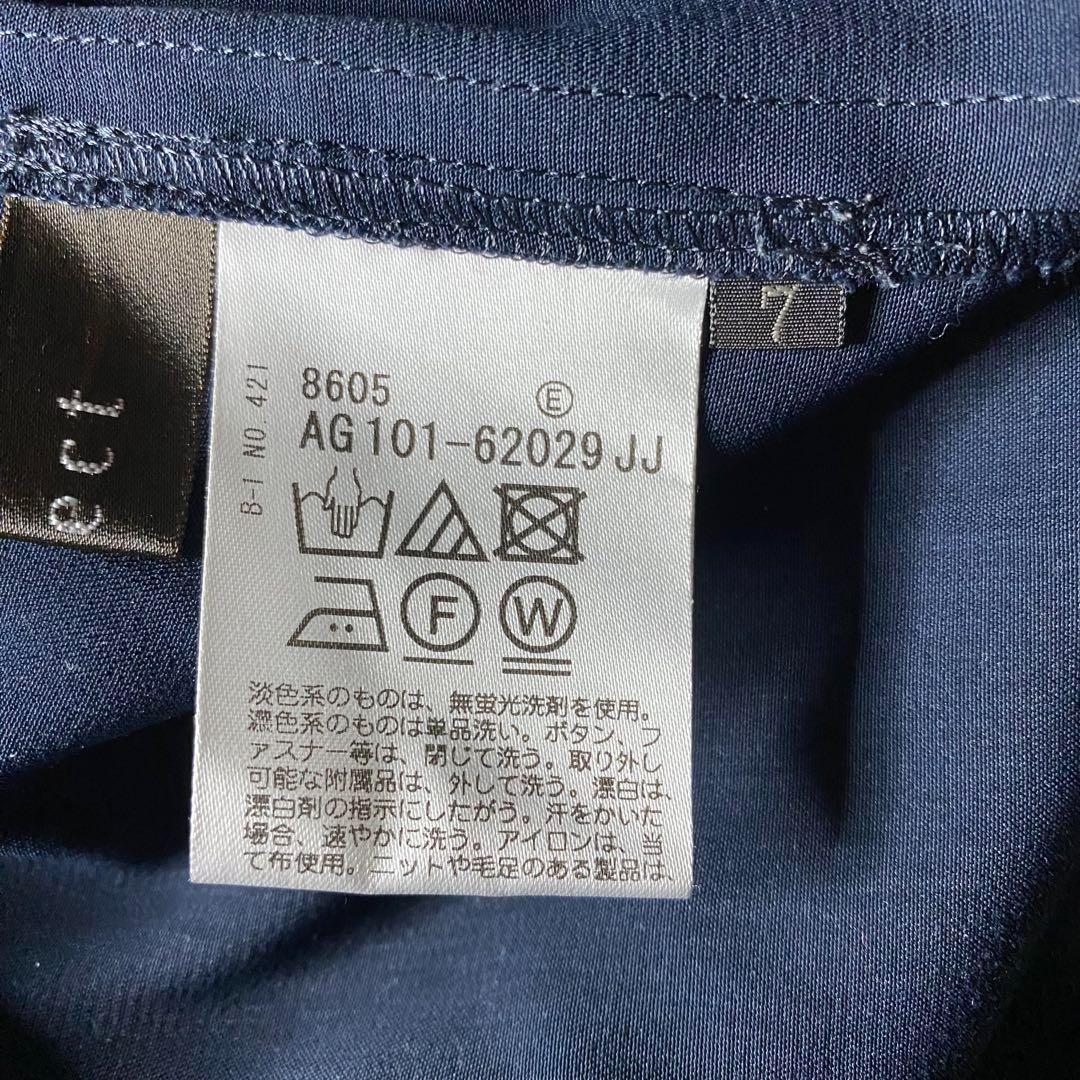 ect
7
B-1 NO 421
8605 Ⓔ
AG101-62029JJ
F
W
淡色系のものは、無蛍光洗剤を使用。
濃色系のものは単品洗い。ボタン、フ
ァスナー等は、閉じて洗う。取り外し
可能な附属品は、外して洗う。漂白は、
漂白剤の指示にしたがう。汗をかいた
場合、速やかに洗う。アイロンは、当
て布使用。ニットや毛足のある製品は、